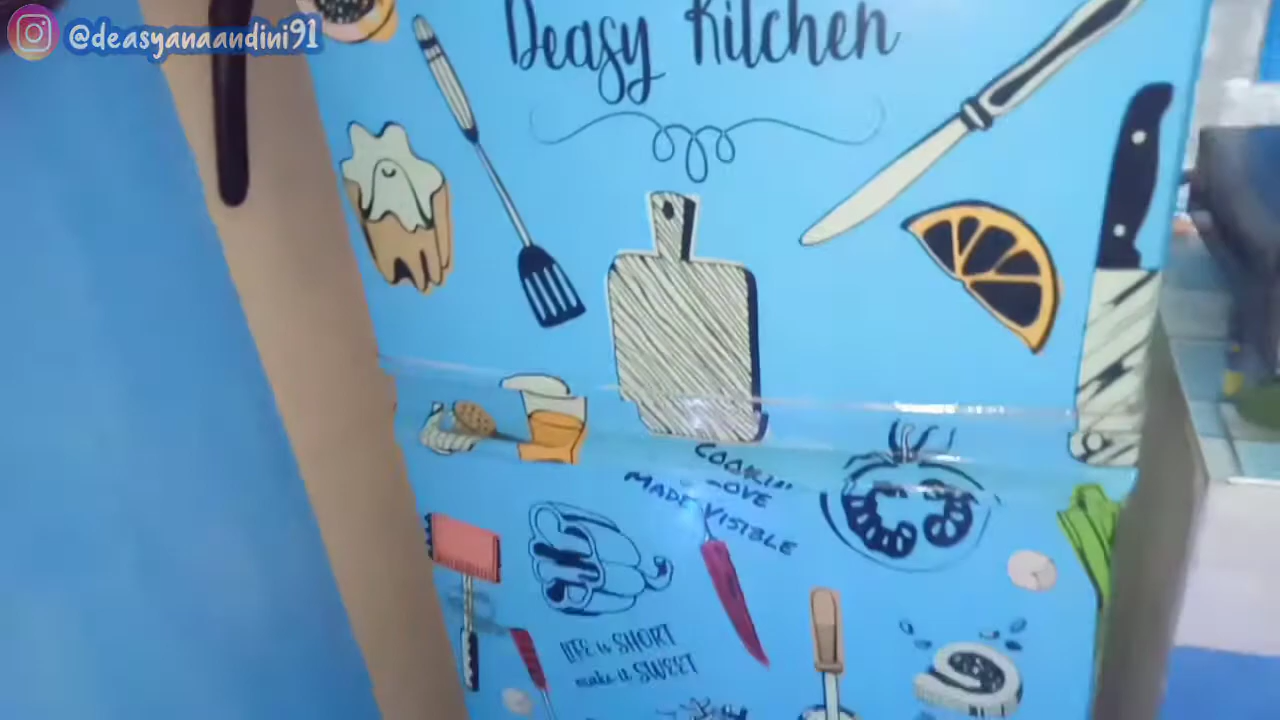 @deasyanaandini91
Deasy Kitchen
MADE VISIBLE
LIFE is SHORT
make it SWEET